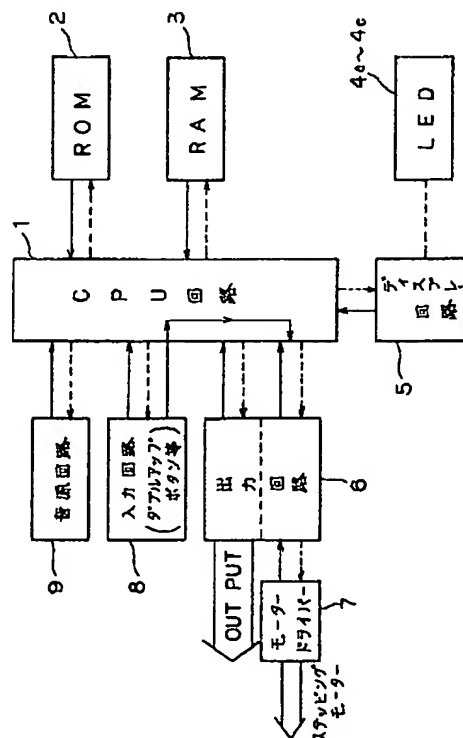 2
ROM
3
RAM
4a~4c
LED
1
CPU回路
ディスプレー
回路
5
音源回路
9
入力回路
(ダブルアップ
ボタン等)
8
出力
回路
6
OUT PUT
モーター
ドライバー
7
ステッピング
モーター